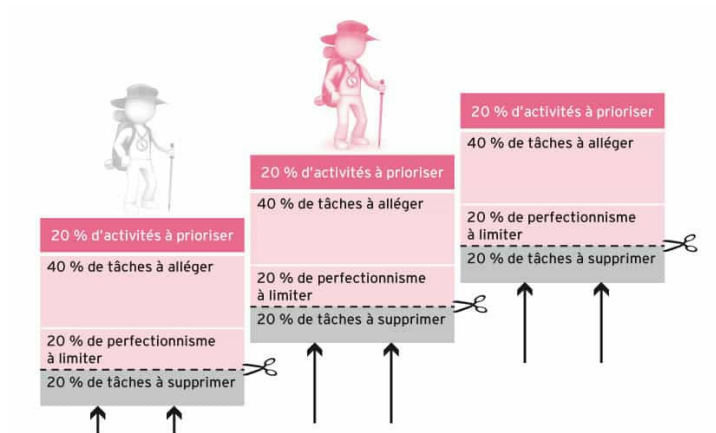 20 % d'activités à prioriser
40 % de tâches à alléger
20 % de perfectionnisme
à limiter
20 % de tâches à supprimer
20 % d'activités à prioriser
40 % de tâches à alléger
20 % de perfectionnisme
à limiter
20 % de tâches à supprimer
20 % d'activités à prioriser
40 % de tâches à alléger
20 % de perfectionnisme
à limiter
20 % de tâches à supprimer